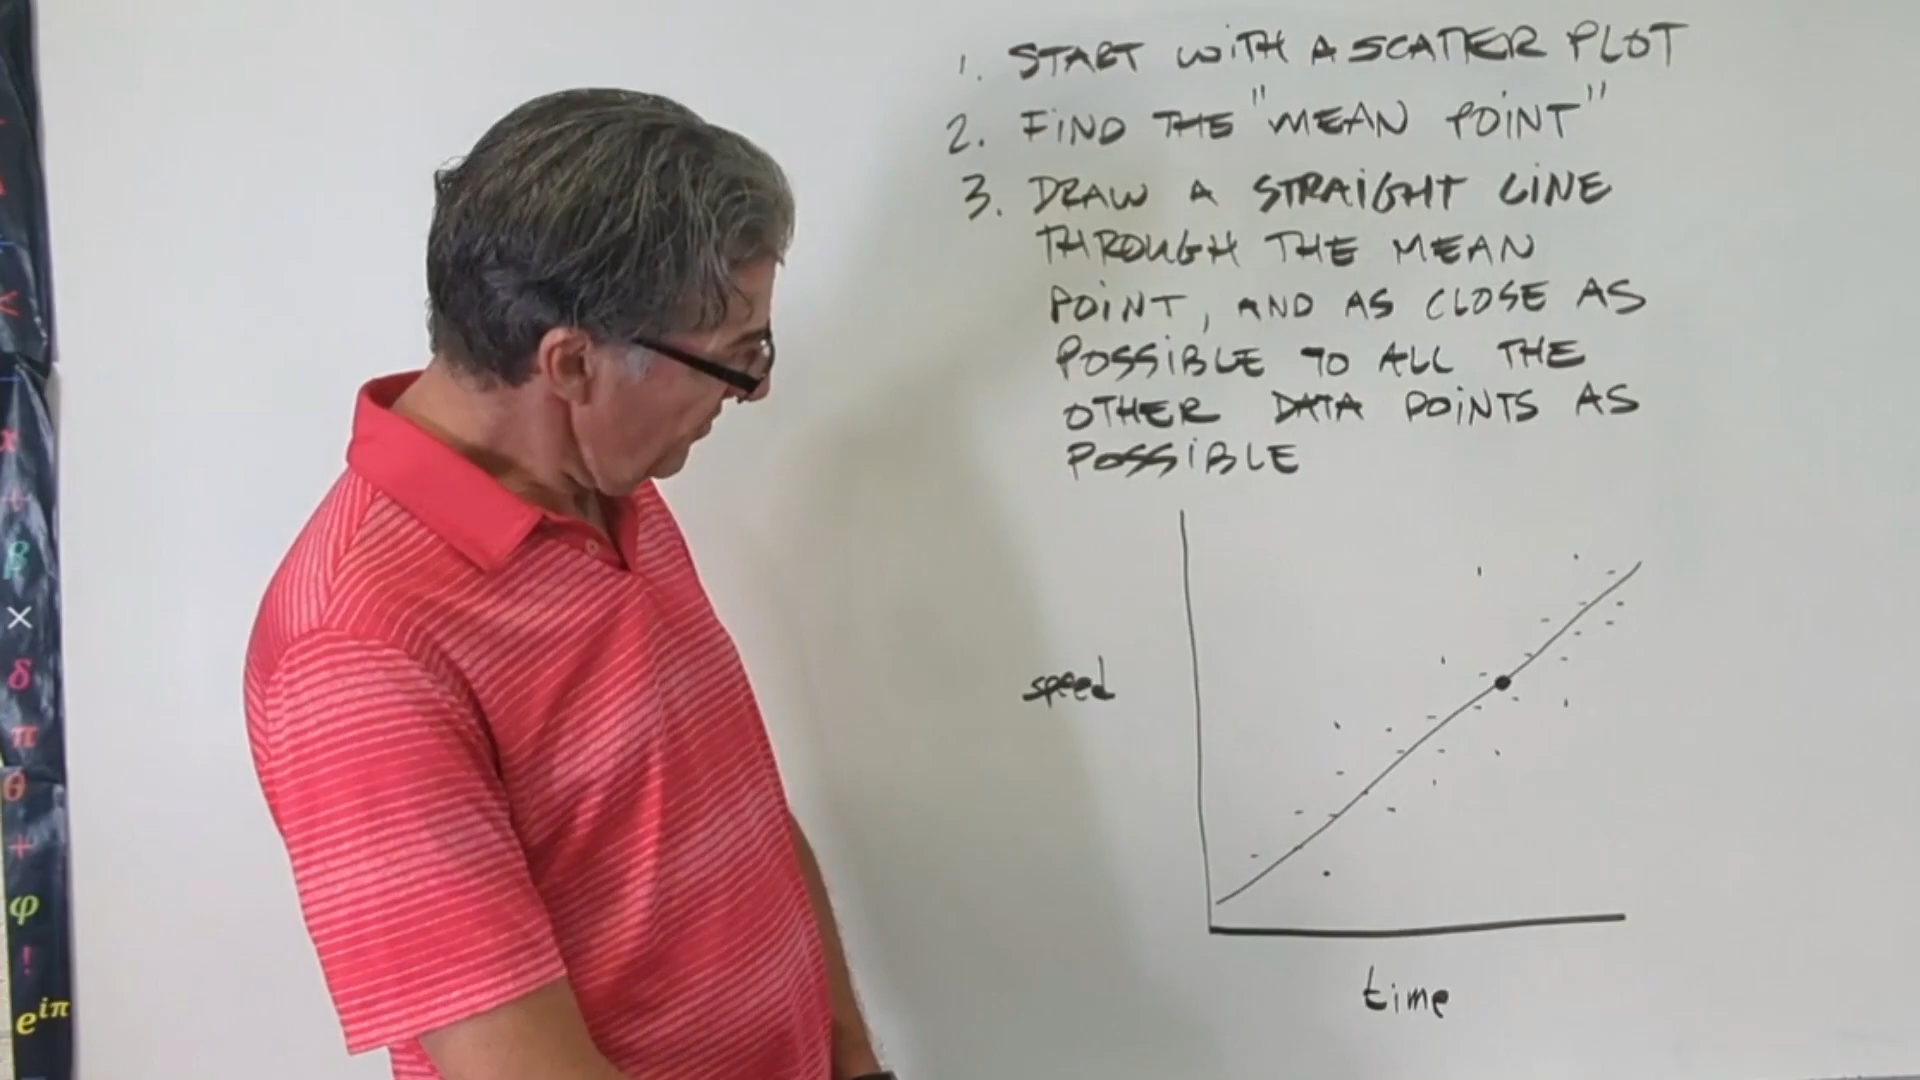 1. START WITH A SCATTER PLOT
2. FIND THE "MEAN POINT"
3. DRAW A STRAIGHT LINE
THROUGH THE MEAN
POINT, AND AS CLOSE AS
POSSIBLE TO ALL THE
OTHER DATA POINTS AS
POSSIBLE
speed
time
<
x
+
β
×
δ
π
θ
+
φ
!
e^{iπ}